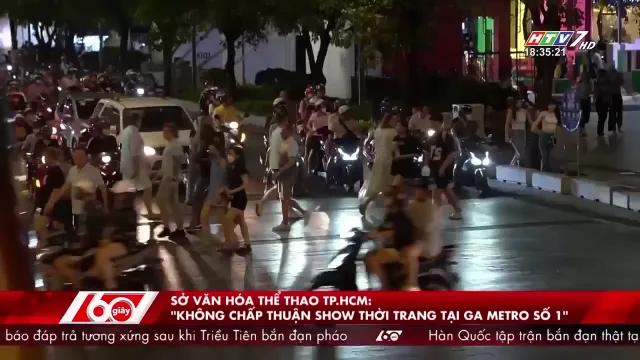 HTV7 HD
18:35:21
60 giây
SỞ VĂN HÓA THỂ THAO TP.HCM:
"KHÔNG CHẤP THUẬN SHOW THỜI TRANG TẠI GA METRO SỐ 1"
báo đáp trả tương xứng sau khi Triều Tiên bắn đạn pháo 60 Hàn Quốc tập trận bắn đạn thật tạ